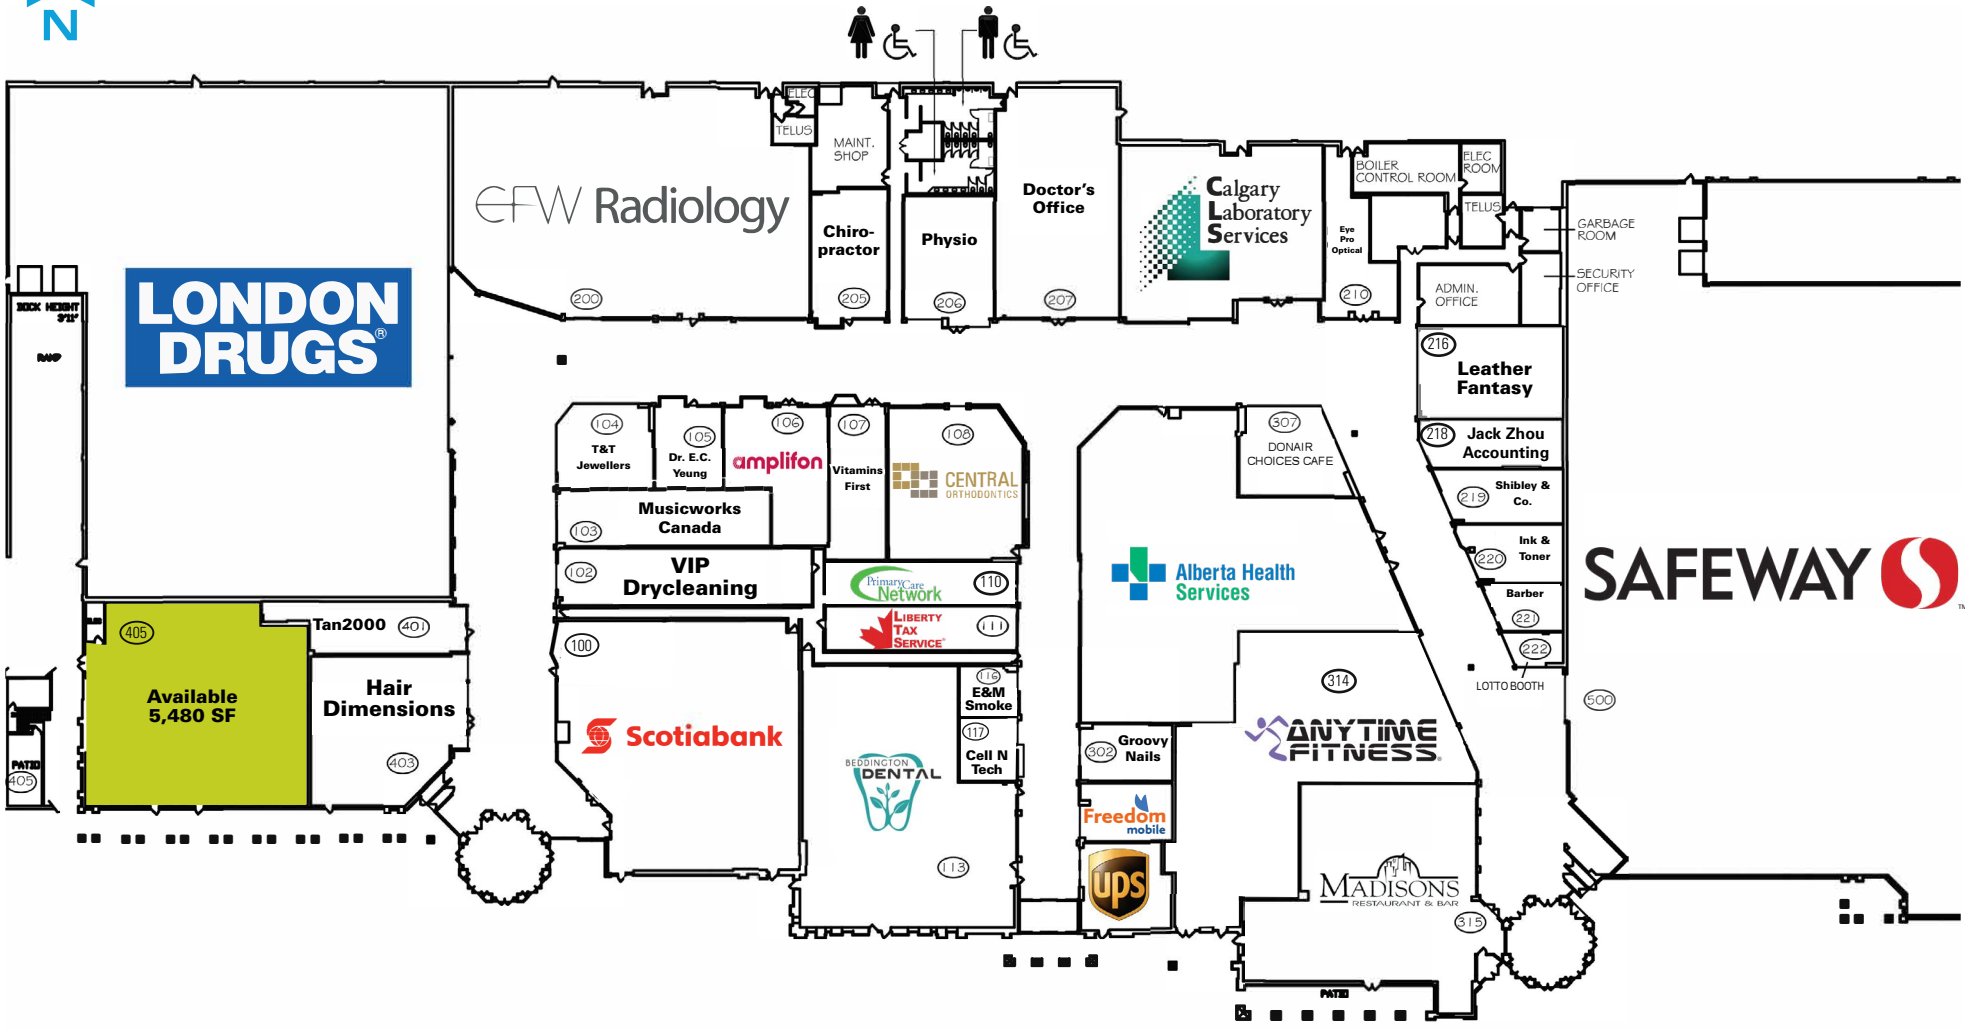 N
ELEC
TELUS
MAINT.
SHOP
EFW Radiology
200
Chiro-
practor
205
Physio
206
Doctor's
Office
207
Calgary
Laboratory
Services
Eye
Pro
Optical
210
BOILER
CONTROL ROOM
ELEC
ROOM
TELUS
GARBAGE
ROOM
SECURITY
OFFICE
ADMIN.
OFFICE
LONDON
DRUGS®
DOCK HEIGHT
3'11"
RAMP
216
Leather
Fantasy
218
Jack Zhou
Accounting
219
Shibley &
Co.
220
Ink &
Toner
Barber
221
222
LOTTO BOOTH
500
SAFEWAY
TM
104
T&T
Jewellers
105
Dr. E.C.
Yeung
106
amplifon
107
Vitamins
First
108
CENTRAL
ORTHODONTICS
103
Musicworks
Canada
102
VIP
Drycleaning
Primary Care
Network
110
LIBERTY
TAX
SERVICE
111
100
Scotiabank
116
E&M
Smoke
117
Cell N
Tech
BEDDINGTON
DENTAL
113
307
DONAIR
CHOICES CAFE
Alberta Health
Services
314
ANYTIME
FITNESS
302
Groovy
Nails
Freedom
mobile
ups
MADISONS
RESTAURANT & BAR
315
PATIO
405
Available
5,480 SF
Tan2000
401
Hair
Dimensions
403
PATIO
405